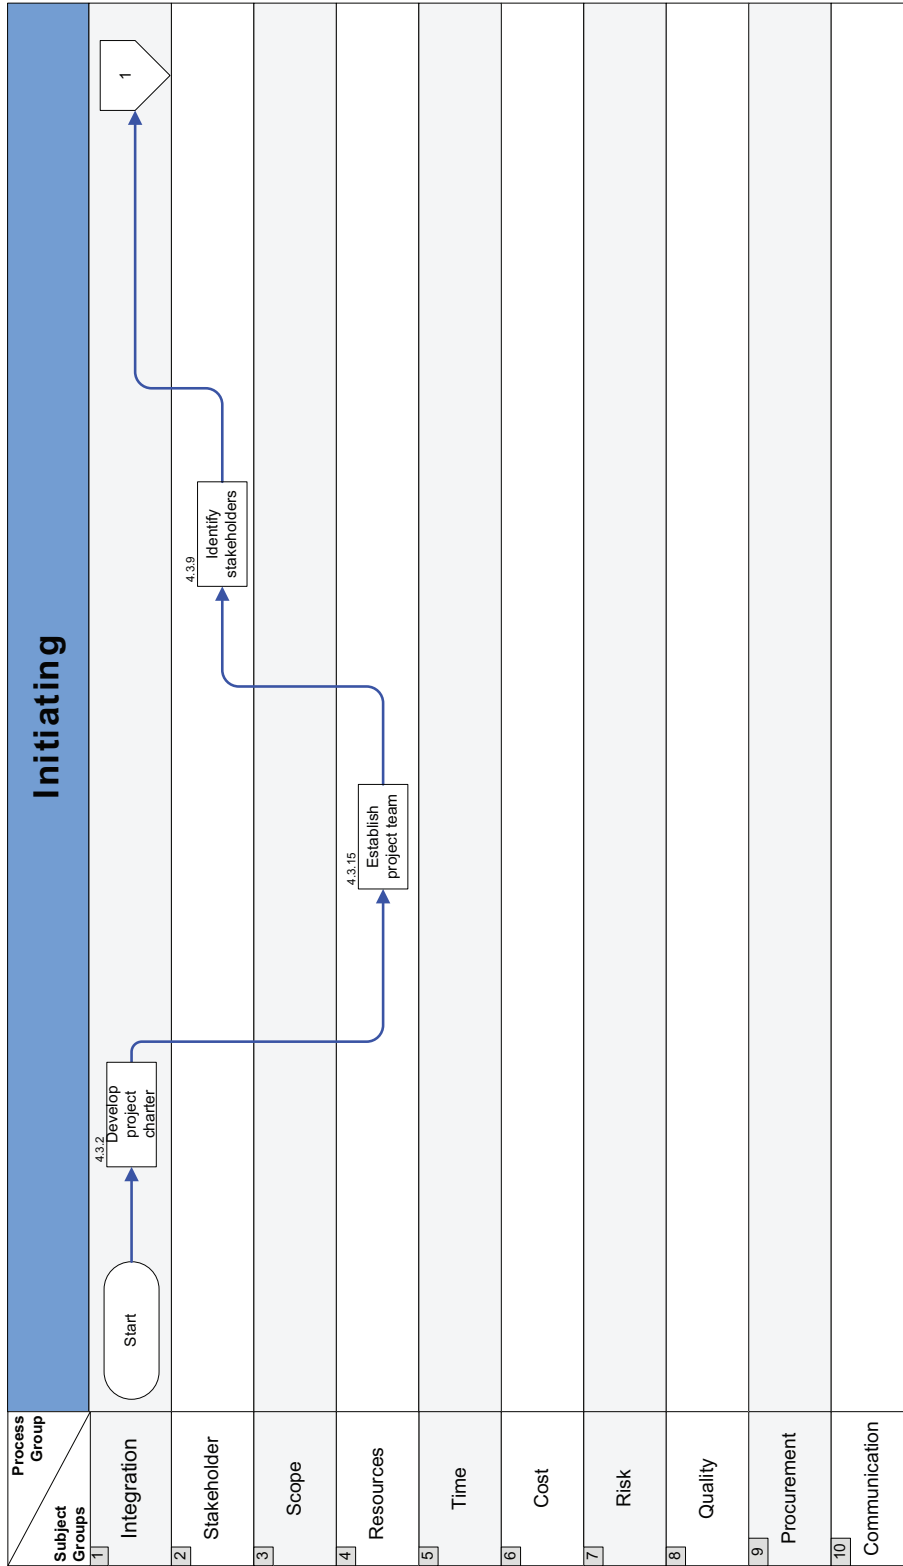 Process
Group
Subject
Groups
Initiating
1
Integration
Start
4.3.2
Develop
project
charter
1
2
Stakeholder
4.3.9
Identify
stakeholders
3
Scope
4
Resources
4.3.15
Establish
project team
5
Time
6
Cost
7
Risk
8
Quality
9
Procurement
10
Communication